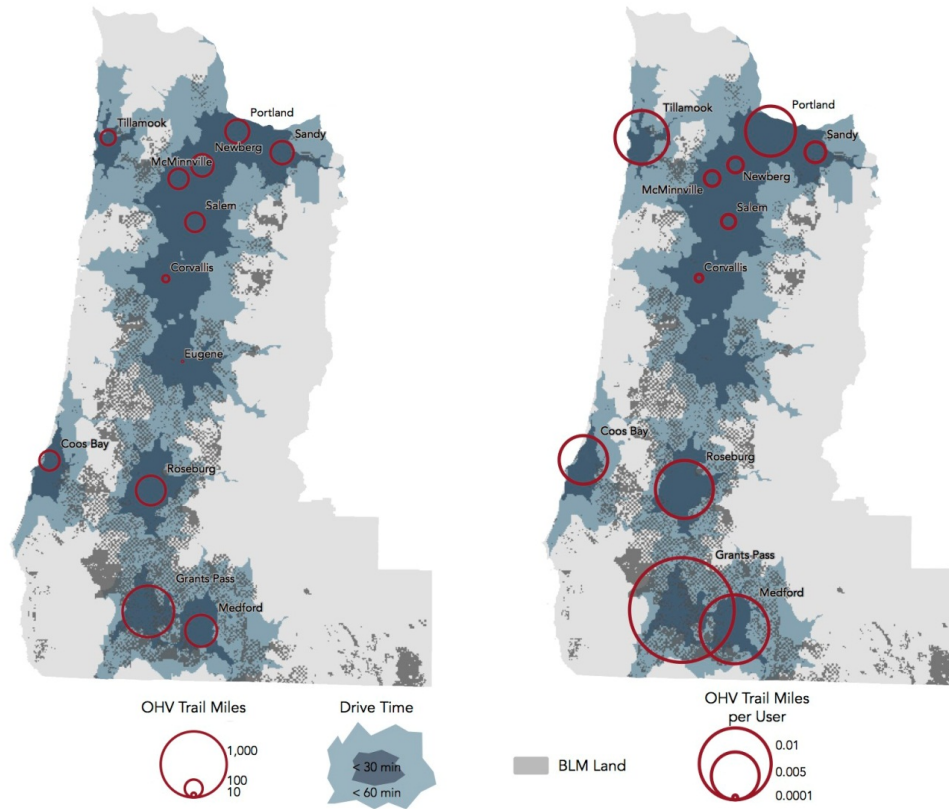 Tillamook
Portland
Sandy
McMinnville
Newberg
Salem
Corvallis
Eugene
Coos Bay
Roseburg
Grants Pass
Medford
OHV Trail Miles
1,000
100
10
Drive Time
< 30 min
< 60 min
Tillamook
Portland
Sandy
McMinnville
Newberg
Salem
Corvallis
Coos Bay
Roseburg
Grants Pass
Medford
BLM Land
OHV Trail Miles
per User
0.01
0.005
0.0001